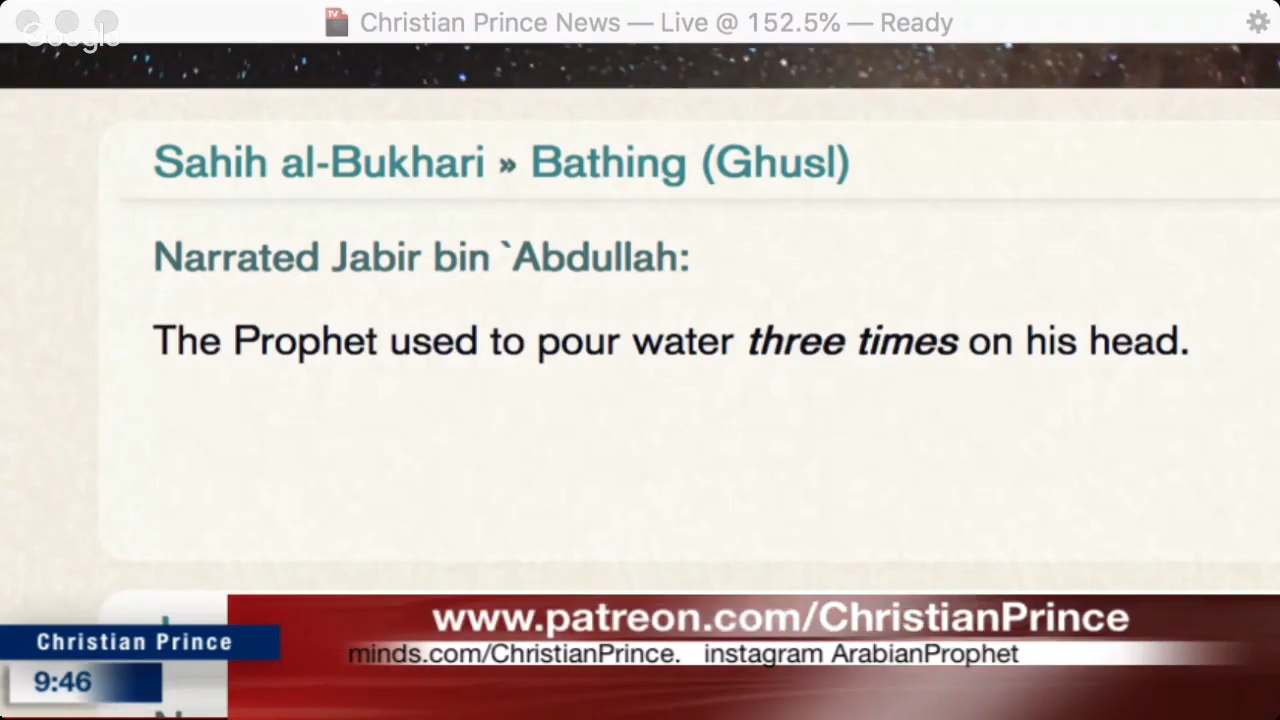 Christian Prince News — Live @ 152.5% — Ready
Google
Sahih al-Bukhari » Bathing (Ghusl)
Narrated Jabir bin `Abdullah:
The Prophet used to pour water three times on his head.
www.patreon.com/ChristianPrince
Christian Prince
minds.com/ChristianPrince. instagram ArabianProphet
9:46